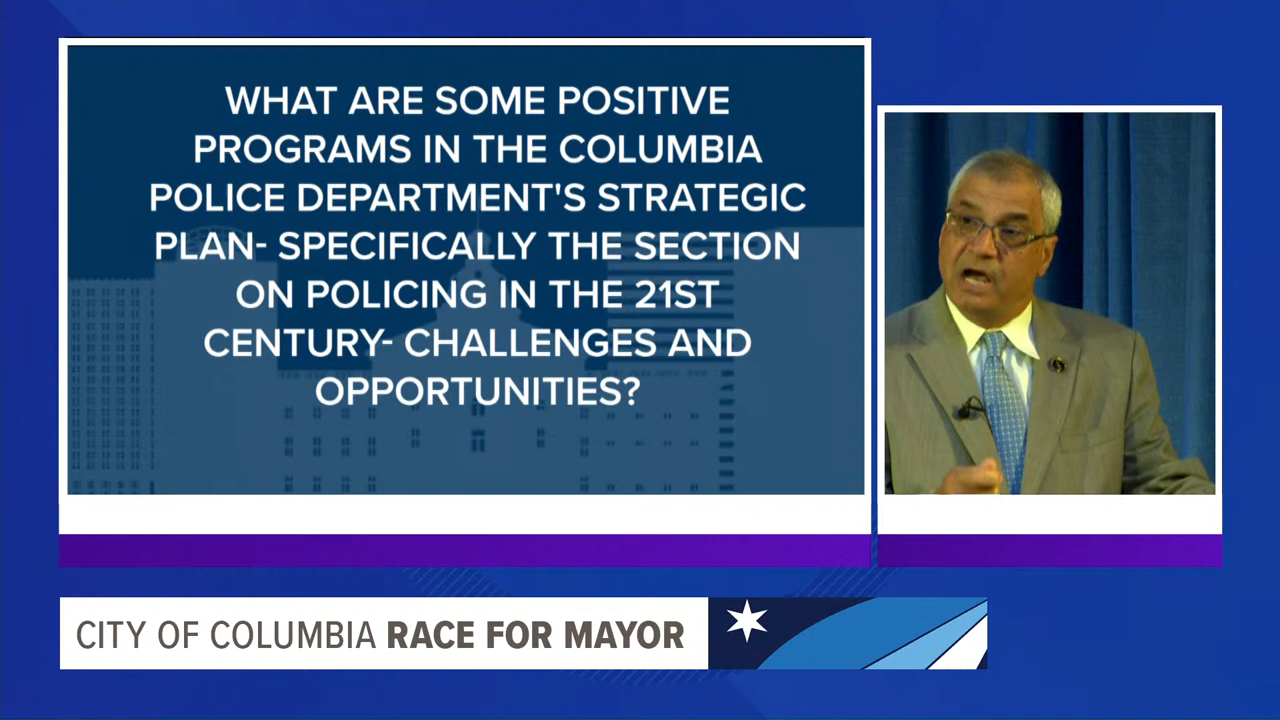 WHAT ARE SOME POSITIVE
PROGRAMS IN THE COLUMBIA
POLICE DEPARTMENT'S STRATEGIC
PLAN- SPECIFICALLY THE SECTION
ON POLICING IN THE 21ST
CENTURY- CHALLENGES AND
OPPORTUNITIES?
CITY OF COLUMBIA RACE FOR MAYOR